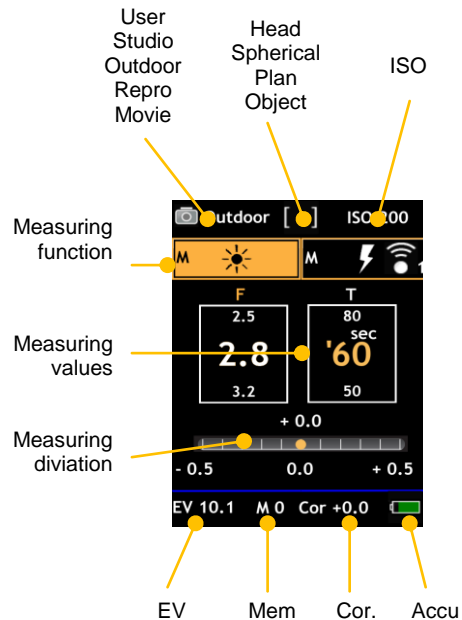 User
Studio
Outdoor
Repro
Movie
Head
Spherical
Plan
Object
ISO
Outdoor [ ] ISO 200
Measuring
function
M M
F T
2.5 80
sec
2.8 '60
3.2 50
Measuring
values
+ 0.0
Measuring
diviation
- 0.5 0.0 + 0.5
EV 10.1 M 0 Cor +0.0
EV Mem Cor. Accu